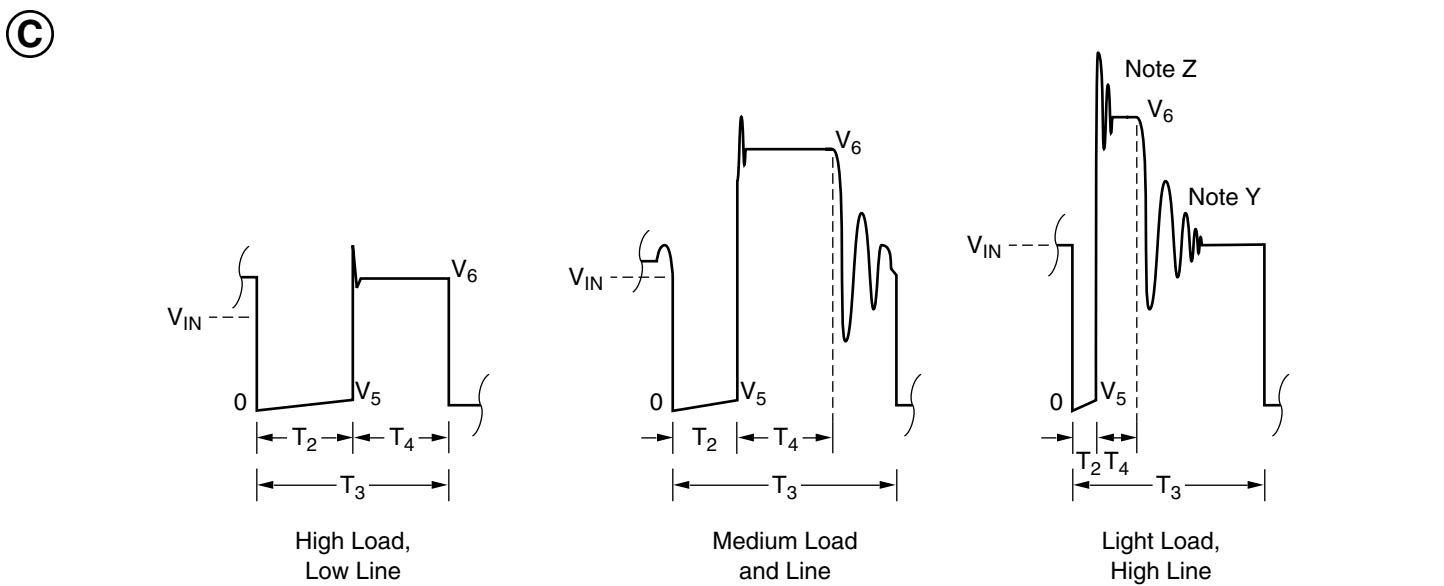 C
V6
VIN
0
V5
T2
T4
T3
High Load,
Low Line
V6
VIN
0
V5
T2
T4
T3
Medium Load
and Line
Note Z
V6
Note Y
VIN
0
V5
T2 T4
T3
Light Load,
High Line